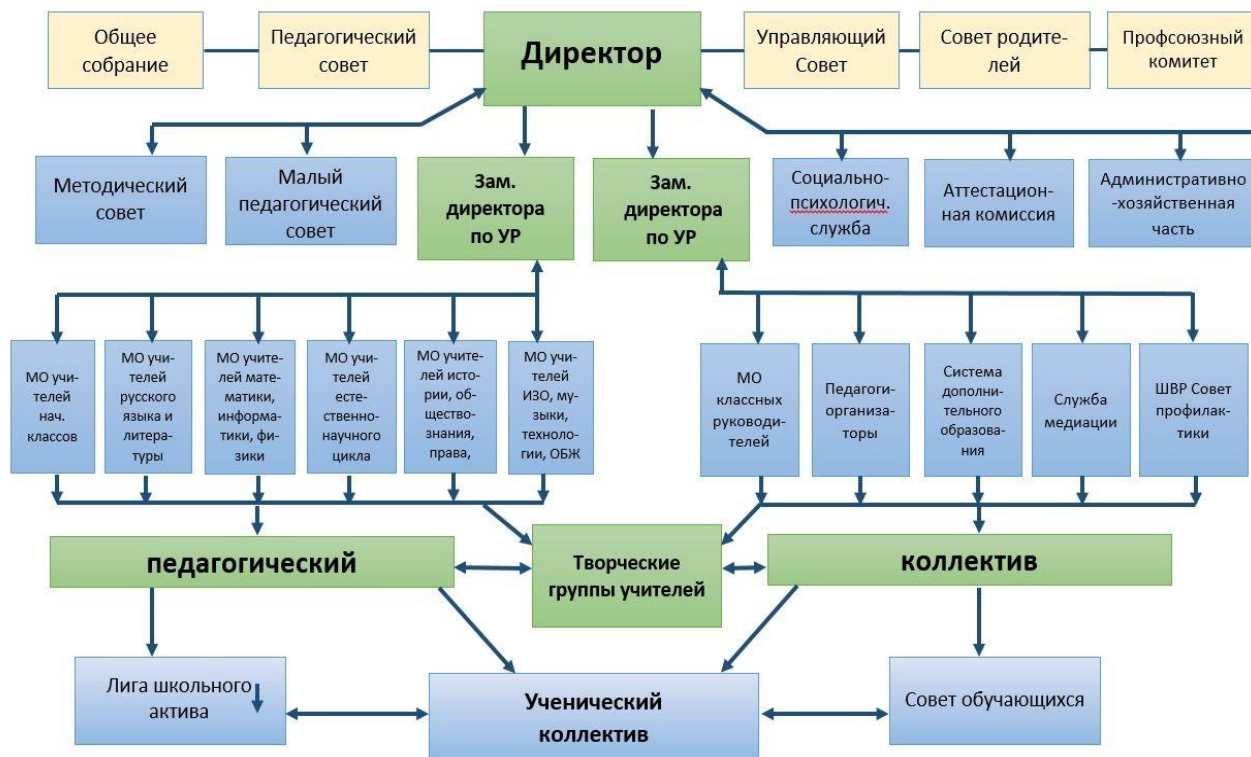 Общее
собрание
Педагогический
совет
Директор
Управляющий
Совет
Совет родите-
лей
Профсоюзный
комитет
Методический
совет
Малый
педагогический
совет
Зам.
директора
по УР
Зам.
директора
по УР
Социально-
психологич.
служба
Аттестацион-
ная комиссия
Административно
-хозяйственная
часть
МО учи-
телей
нач.
классов
МО учи-
телей
русского
языка и
литера-
туры
МО учите-
лей мате-
матики,
информа-
тики, фи-
зики
МО учи-
телей
есте-
ственно-
научного
цикла
МО учите-
лей исто-
рии, об-
ществo-
знания,
права,
МО учи-
телей
ИЗО, му-
зыки,
техноло-
гии, ОБЖ
МО
классных
руководи-
телей
Педагоги-
организа-
торы
Система
дополни-
тельного
образова-
ния
Служба
медиации
ШВР Совет
профилак-
тики
педагогический
Творческие
группы учителей
коллектив
Лига школьного
актива
Ученический
коллектив
Совет обучающихся